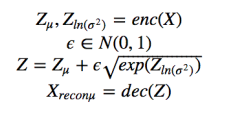 Z_μ, Z_{ln(σ²)} = enc(X)
ϵ ∈ N(0, 1)
Z = Z_μ + ϵ√(exp(Z_{ln(σ²)}))
X_{reconμ} = dec(Z)